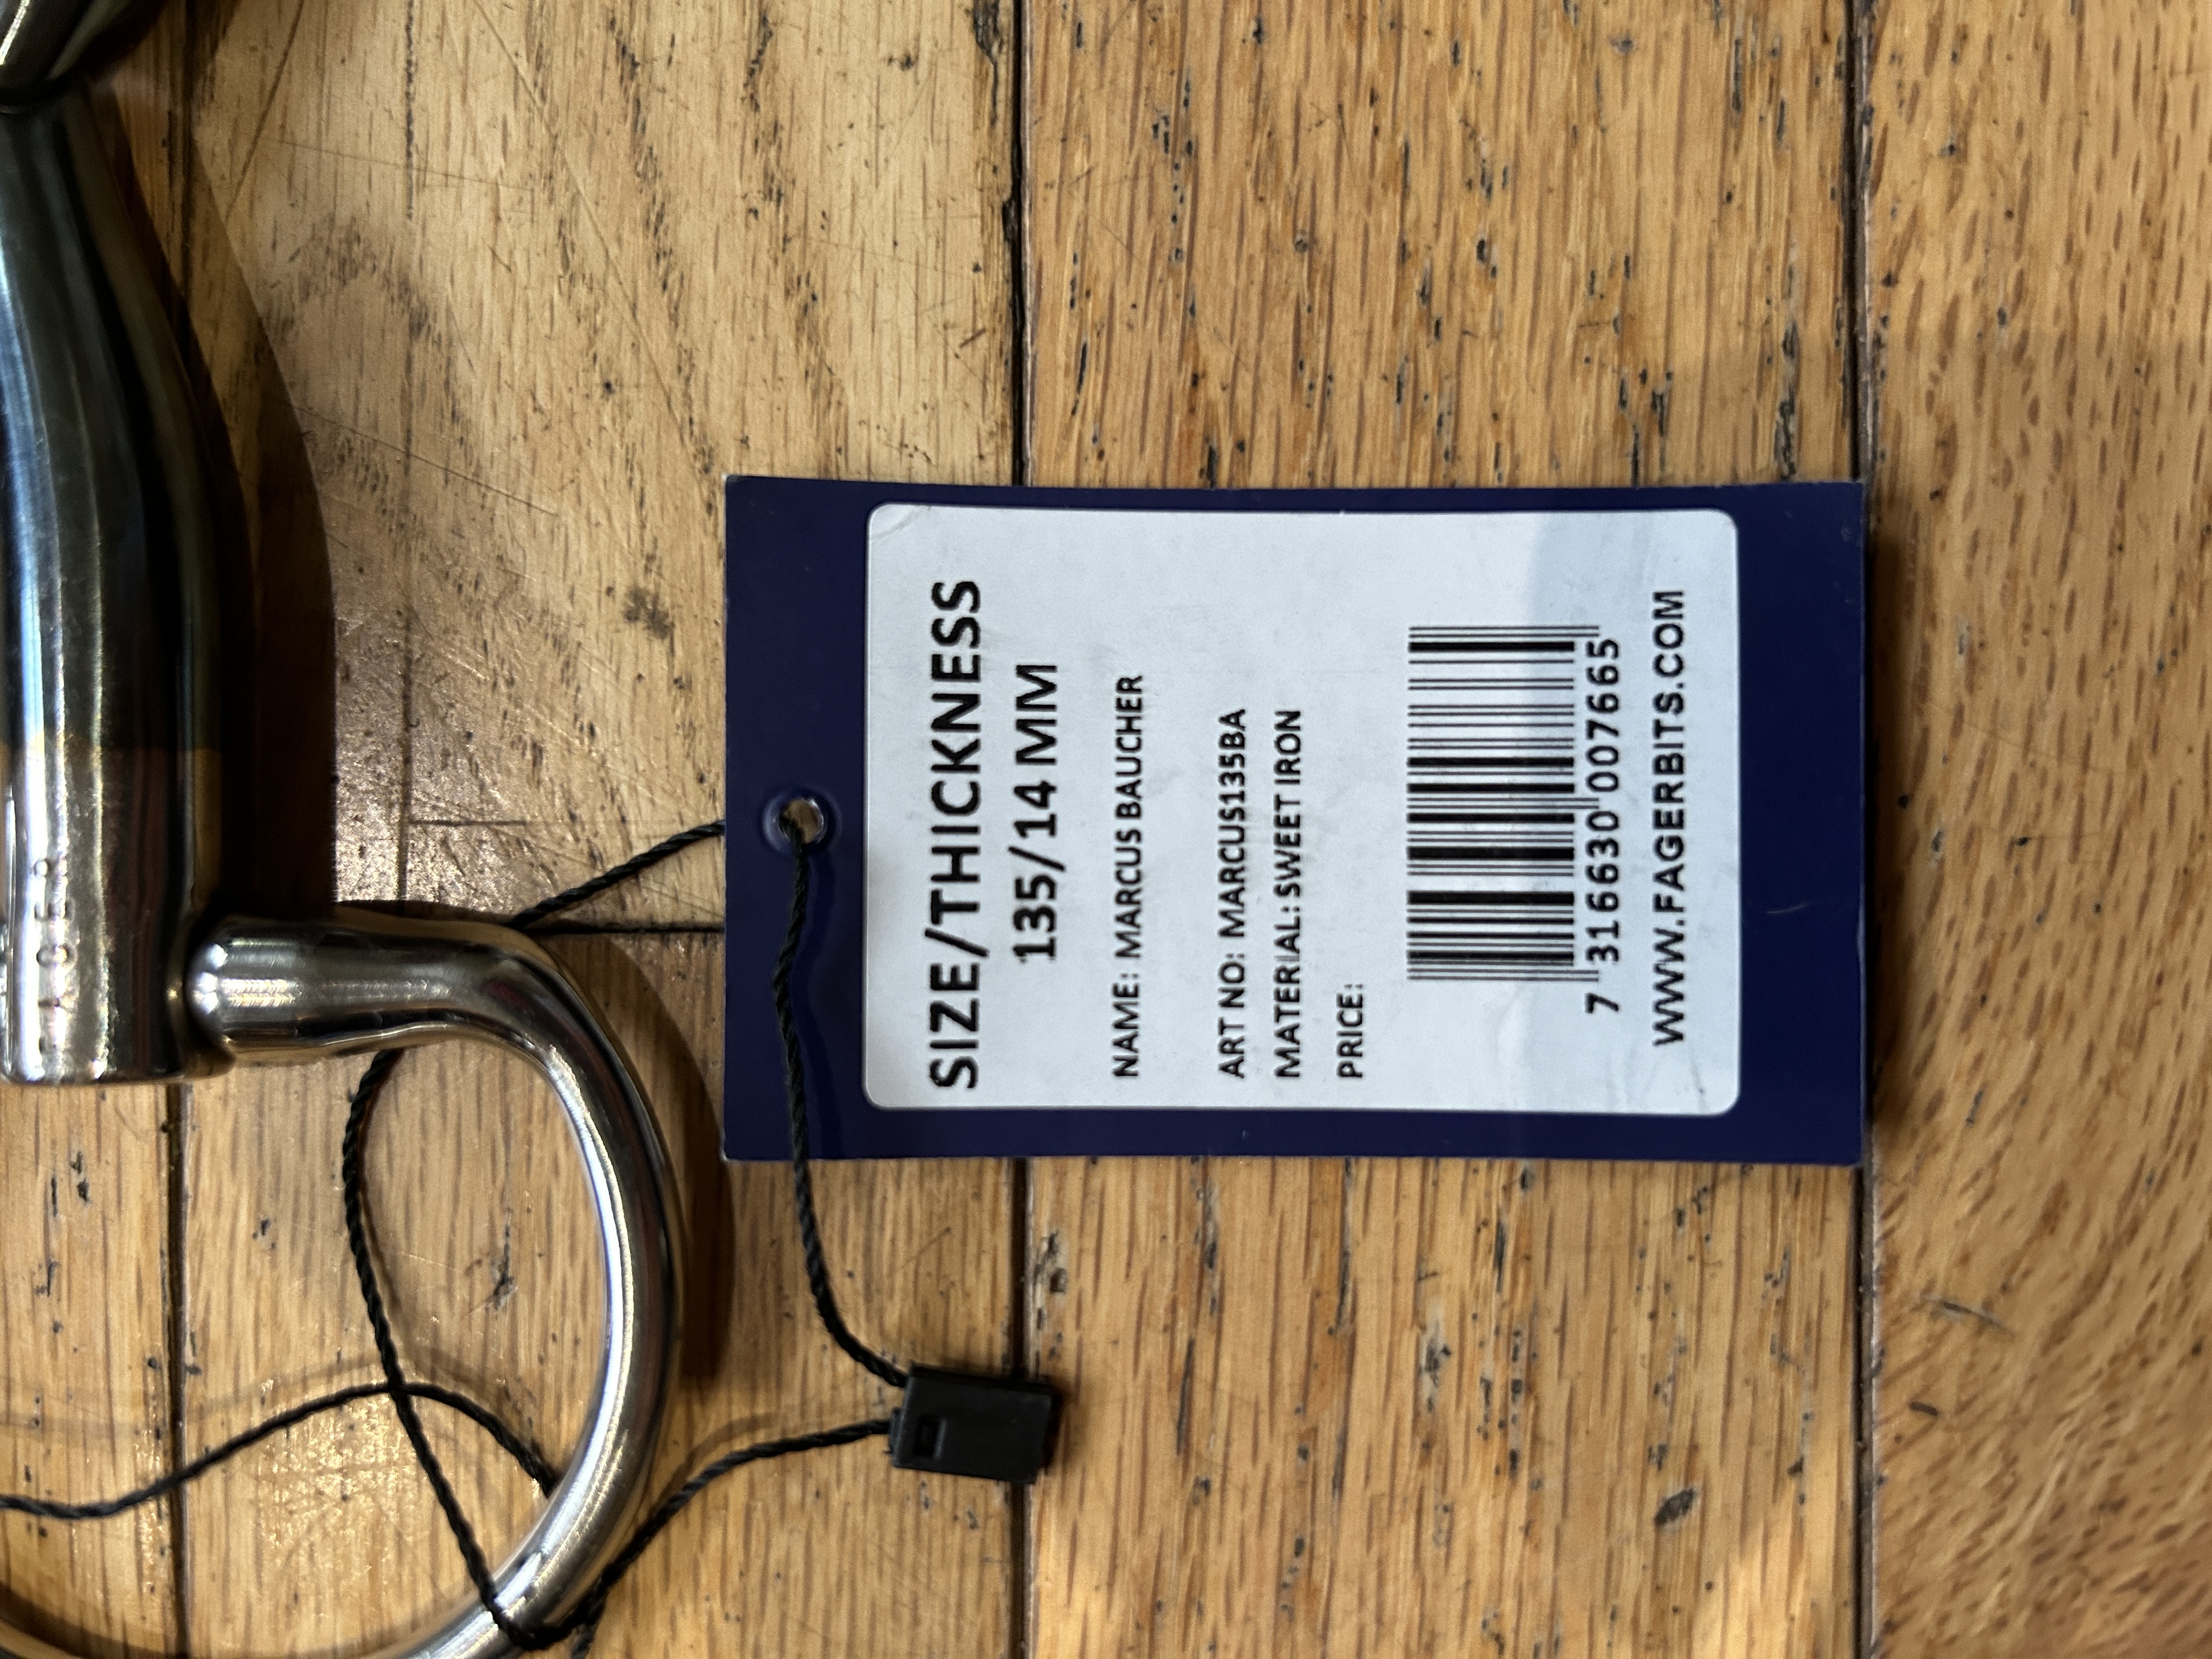 SIZE/THICKNESS
135/14 MM
NAME: MARCUS BAUCHER
ART NO: MARCUS135BA
MATERIAL: SWEET IRON
PRICE:
7 316630 007665
WWW.FAGERBITS.COM